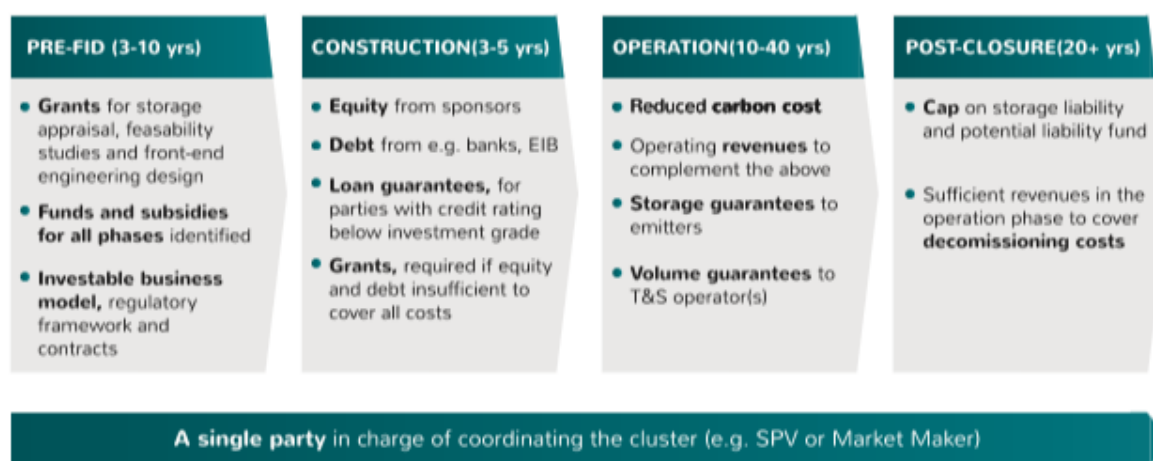 PRE-FID (3-10 yrs)
Grants for storage
appraisal, feasability
studies and front-end
engineering design
Funds and subsidies
for all phases identified
Investable business
model, regulatory
framework and
contracts
CONSTRUCTION(3-5 yrs)
Equity from sponsors
Debt from e.g. banks, EIB
Loan guarantees, for
parties with credit rating
below investment grade
Grants, required if equity
and debt insufficient to
cover all costs
OPERATION(10-40 yrs)
Reduced carbon cost
Operating revenues to
complement the above
Storage guarantees to
emitters
Volume guarantees to
T&S operator(s)
POST-CLOSURE(20+ yrs)
Cap on storage liability
and potential liability fund
Sufficient revenues in the
operation phase to cover
decomissioning costs
A single party in charge of coordinating the cluster (e.g. SPV or Market Maker)